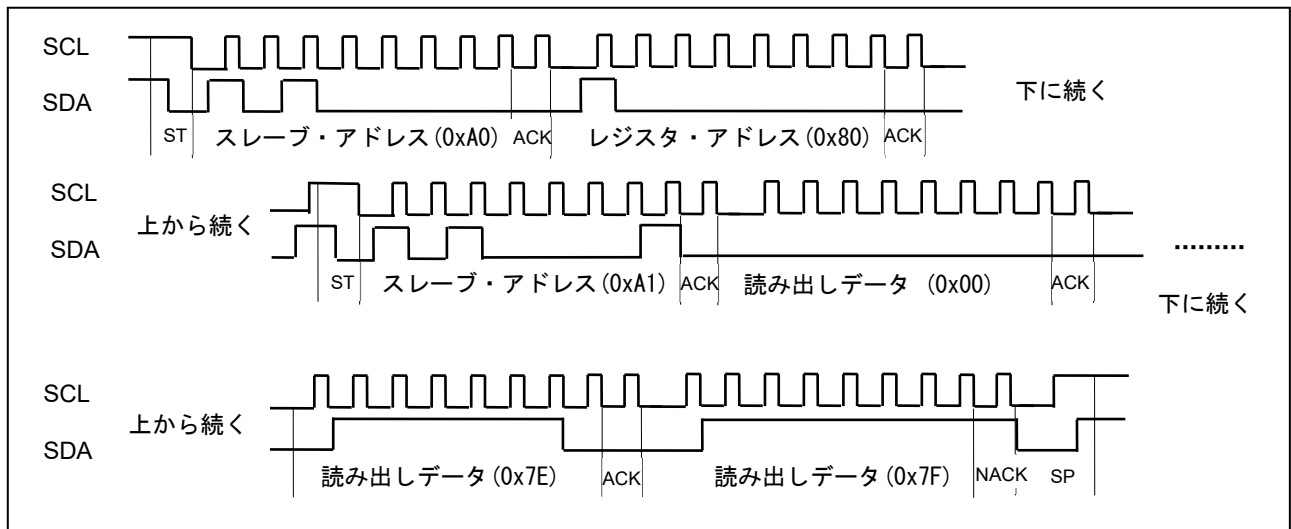 SCL
SDA
下に続く
ST スレーブ・アドレス(0xA0) ACK レジスタ・アドレス(0x80) ACK
SCL
上から続く
SDA
.........
ST スレーブ・アドレス(0xA1) ACK 読み出しデータ (0x00) ACK
下に続く
SCL
上から続く
SDA
読み出しデータ(0x7E) ACK 読み出しデータ(0x7F) NACK SP